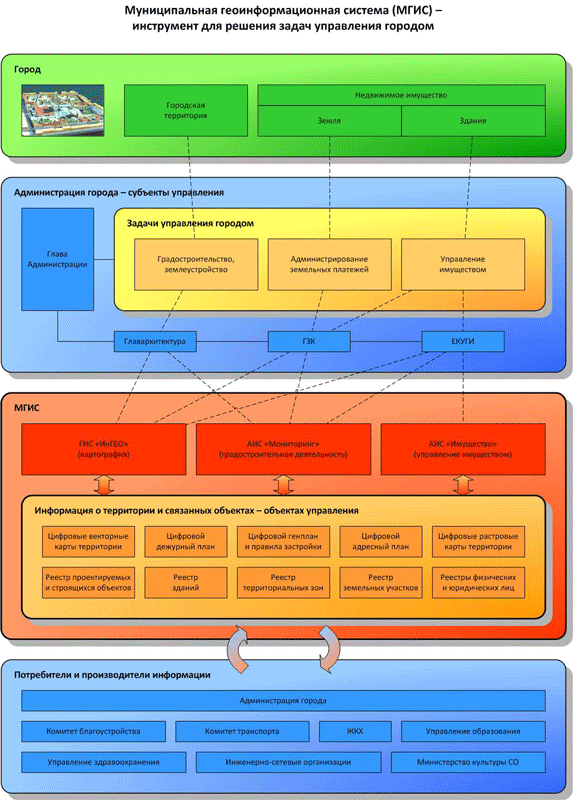 Муниципальная геоинформационная система (МГИС) –
инструмент для решения задач управления городом
Город
Городская
территория
Недвижимое имущество
Земля
Здания
Администрация города – субъекты управления
Глава
Администрации
Задачи управления городом
Градостроительство,
землеустройство
Администрирование
земельных платежей
Управление
имуществом
Главархитектура
ГЗК
ЕКУГИ
МГИС
ГИС «ИнГЕО»
(картография)
АИС «Мониторинг»
(градостроительная деятельность)
АИС «Имущество»
(управление имуществом)
Информация о территории и связанных объектах – объектах управления
Цифровые векторные
карты территории
Цифровой
дежурный план
Цифровой генплан
и правила застройки
Цифровой
адресный план
Цифровые растровые
карты территории
Реестр проектируемых
и строящихся объектов
Реестр
зданий
Реестр
территориальных зон
Реестр
земельных участков
Реестры физических
и юридических лиц
Потребители и производители информации
Администрация города
Комитет благоустройства
Комитет транспорта
ЖКХ
Управление образования
Управление здравоохранения
Инженерно-сетевые организации
Министерство культуры СО